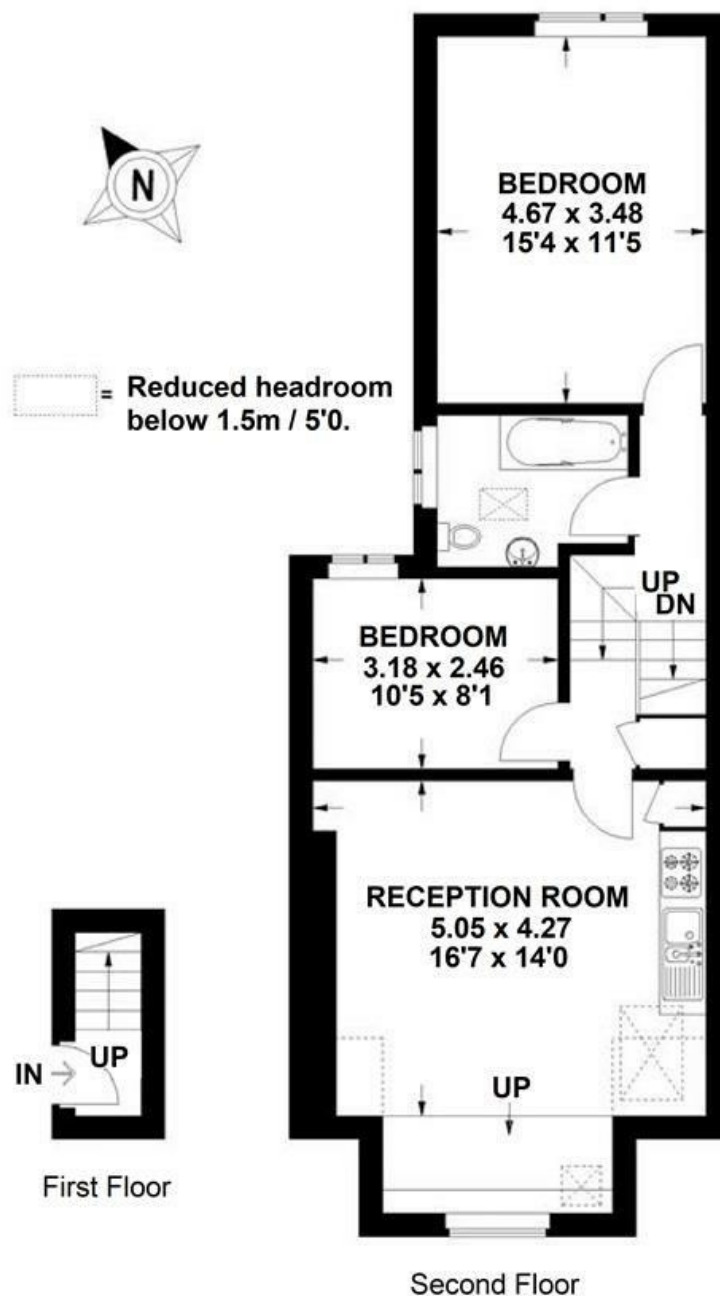 BEDROOM
4.67 x 3.48
15'4 x 11'5
N
= Reduced headroom
below 1.5m / 5'0.
UP
DN
BEDROOM
3.18 x 2.46
10'5 x 8'1
RECEPTION ROOM
5.05 x 4.27
16'7 x 14'0
UP
IN
UP
First Floor
Second Floor